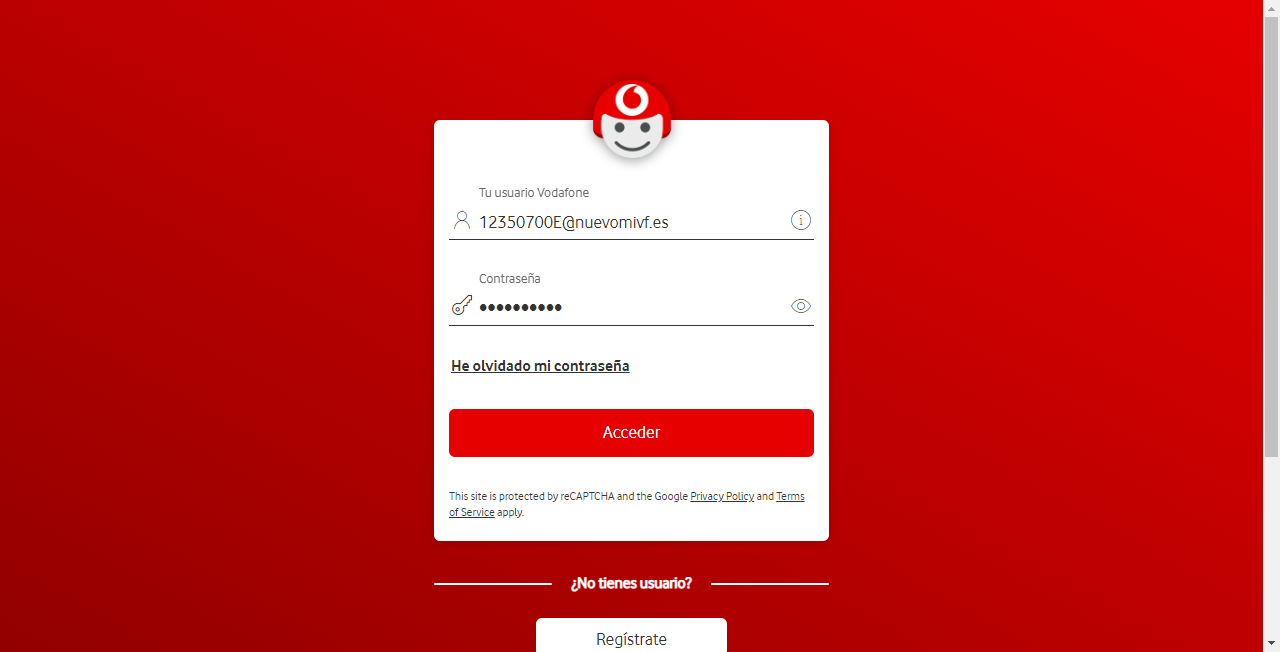 Tu usuario Vodafone
12350700E@nuevomivf.es
Contraseña
He olvidado mi contraseña
Acceder
This site is protected by reCAPTCHA and the Google Privacy Policy and Terms
of Service apply.
¿No tienes usuario?
Regístrate